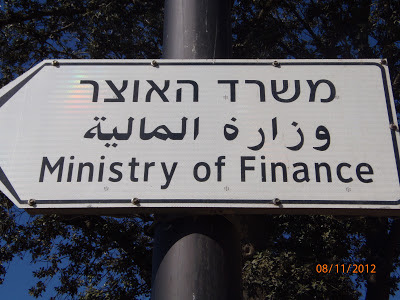 משרד האוצר
وزارة المالية
Ministry of Finance
08/11/2012